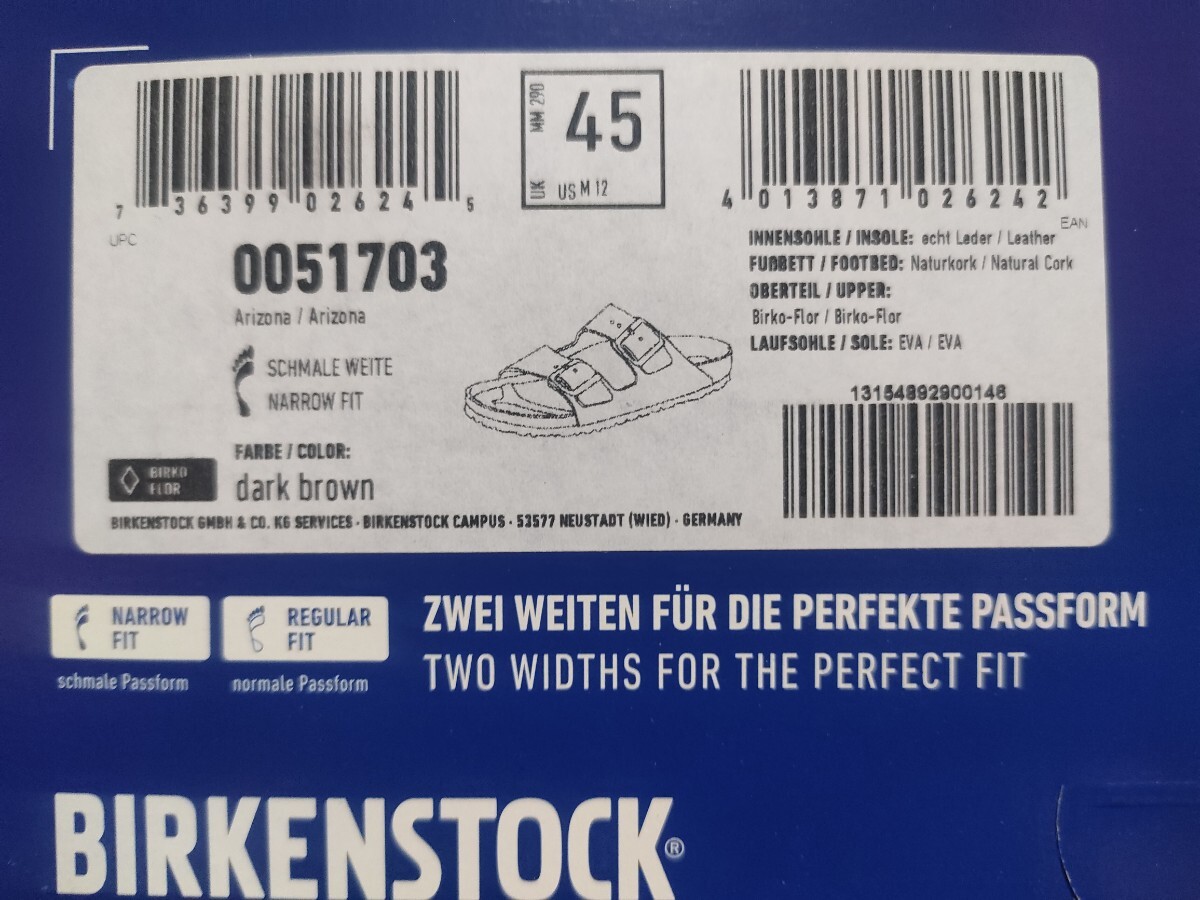 7 36399 02624 5
UPC
MM 290
45
UK
US M 12
4 013871 026242
EAN
0051703
Arizona / Arizona
SCHMALE WEITE
NARROW FIT
FARBE / COLOR:
dark brown
BIRKO
FLOR
INNENSOHLE / INSOLE: echt Leder / Leather
FUßBETT / FOOTBED: Naturkork / Natural Cork
OBERTEIL / UPPER:
Birko-Flor / Birko-Flor
LAUFSOHLE / SOLE: EVA / EVA
13154892900146
BIRKENSTOCK GMBH & CO. KG SERVICES · BIRKENSTOCK CAMPUS · 53577 NEUSTADT (WIED) · GERMANY
NARROW
FIT
schmale Passform
REGULAR
FIT
normale Passform
ZWEI WEITEN FÜR DIE PERFEKTE PASSFORM
TWO WIDTHS FOR THE PERFECT FIT
BIRKENSTOCK®